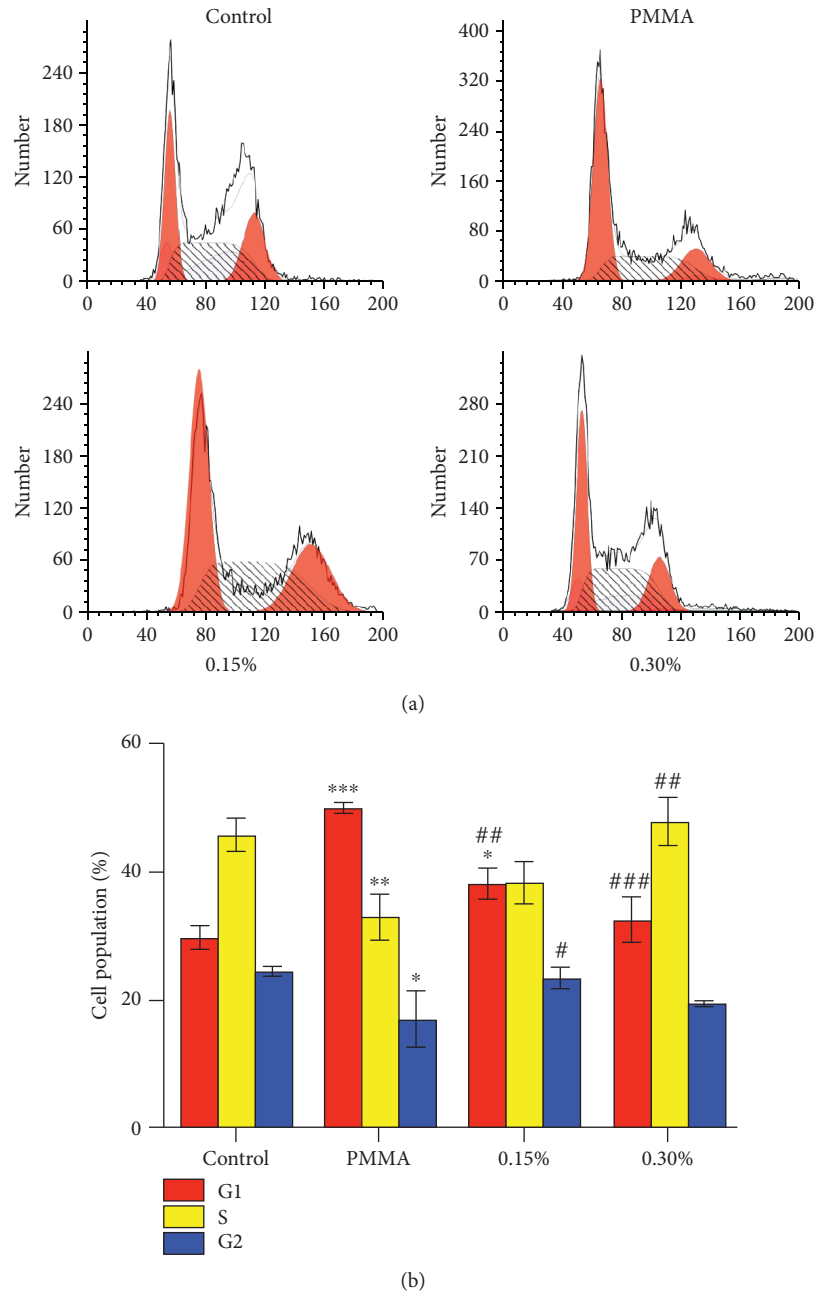 Control
PMMA
Number
240
180
120
60
0
0 40 80 120 160 200
Number
400
320
240
160
80
0
0 40 80 120 160 200
Number
240
180
120
60
0
0 40 80 120 160 200
0.15%
Number
280
210
140
70
0
0 40 80 120 160 200
0.30%
(a)
Cell population (%)
60
40
20
0
***
**
*
##
*
#
###
##
Control PMMA 0.15% 0.30%
G1
S
G2
(b)